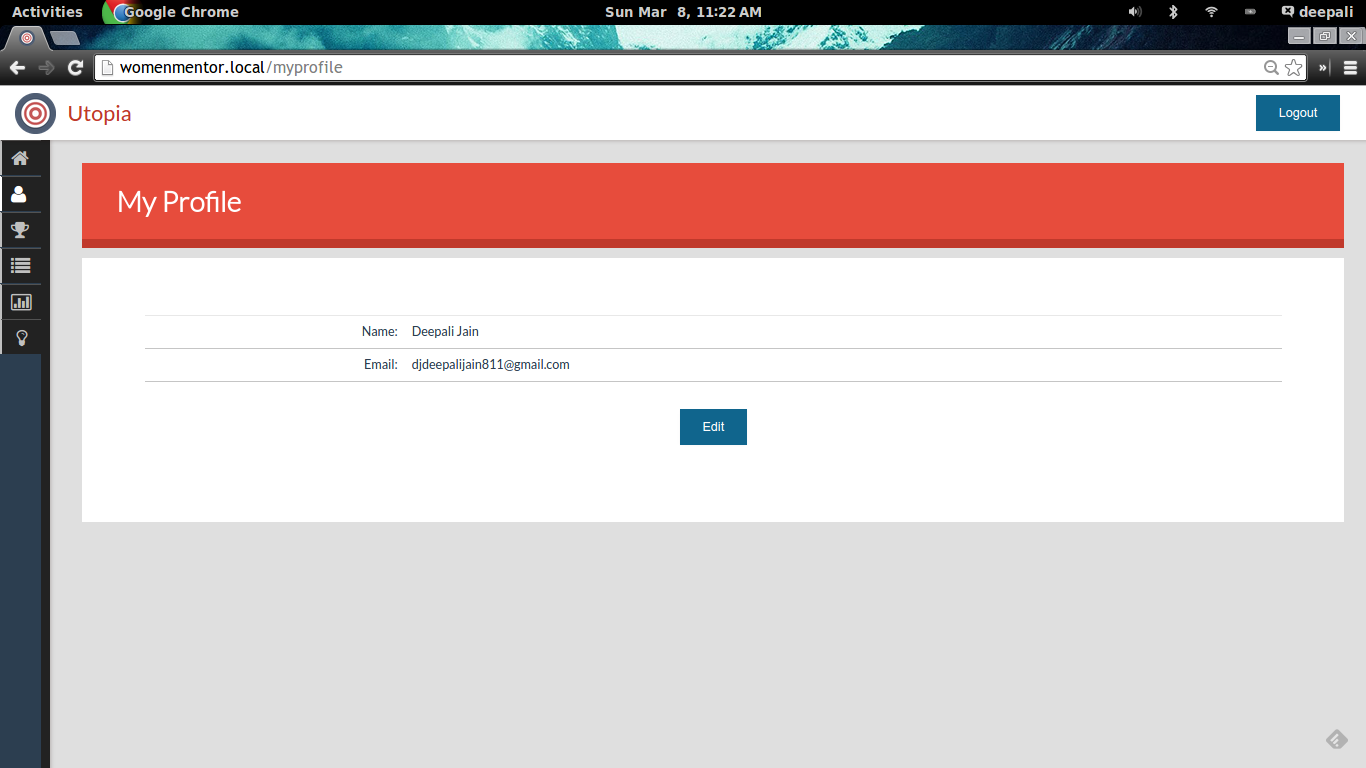 Activities Google Chrome Sun Mar 8, 11:22 AM deepali
womenmentor.local/myprofile
Utopia Logout
My Profile
Name: Deepali Jain
Email: djdeepalijain811@gmail.com
Edit